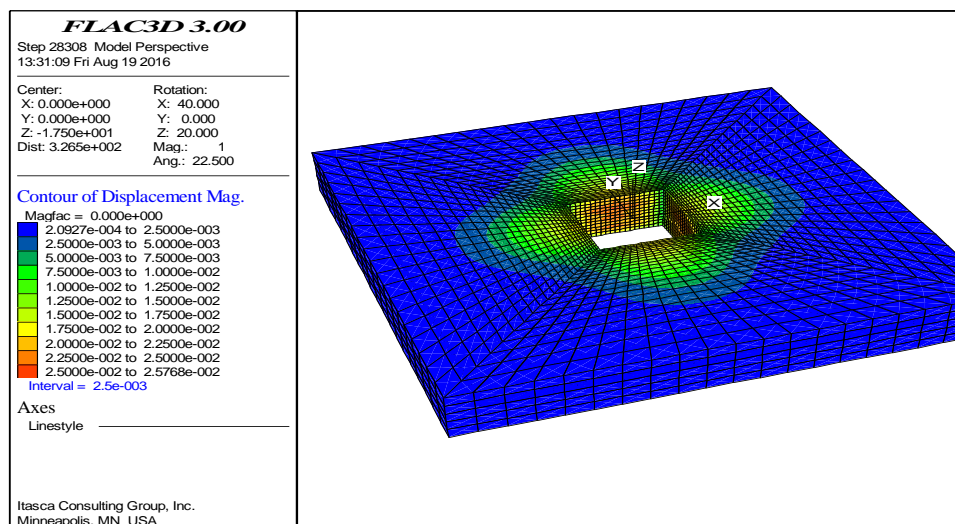 FLAC3D 3.00
Step 28308 Model Perspective
13:31:09 Fri Aug 19 2016
Center:
X: 0.000e+000
Y: 0.000e+000
Z: -1.750e+001
Dist: 3.265e+002
Rotation:
X: 40.000
Y: 0.000
Z: 20.000
Mag.: 1
Ang.: 22.500
Contour of Displacement Mag.
Magfac = 0.000e+000
2.0927e-004 to 2.5000e-003
2.5000e-003 to 5.0000e-003
5.0000e-003 to 7.5000e-003
7.5000e-003 to 1.0000e-002
1.0000e-002 to 1.2500e-002
1.2500e-002 to 1.5000e-002
1.5000e-002 to 1.7500e-002
1.7500e-002 to 2.0000e-002
2.0000e-002 to 2.2500e-002
2.2500e-002 to 2.5000e-002
2.5000e-002 to 2.5768e-002
Interval = 2.5e-003
Axes
Linestyle
Itasca Consulting Group, Inc.
Minneapolis, MN USA
Z
Y
X